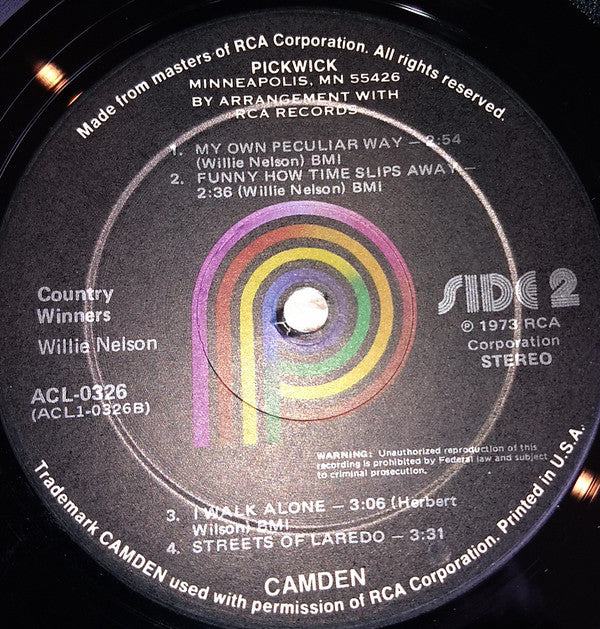 Made from masters of RCA Corporation. All rights reserved.
PICKWICK
MINNEAPOLIS, MN 55426
BY ARRANGEMENT WITH
RCA RECORDS
1. MY OWN PECULIAR WAY — 2:54
(Willie Nelson) BMI
2. FUNNY HOW TIME SLIPS AWAY —
2:36 (Willie Nelson) BMI
Country
Winners
Willie Nelson
ACL-0326
(ACL1-0326B)
SIDE 2
℗ 1973 RCA
Corporation
STEREO
WARNING: Unauthorized reproduction of this
recording is prohibited by Federal law and subject
to criminal prosecution.
3. I WALK ALONE — 3:06 (Herbert
Wilson) BMI
4. STREETS OF LAREDO — 3:31
CAMDEN
Trademark CAMDEN used with permission of RCA Corporation. Printed in U.S.A.